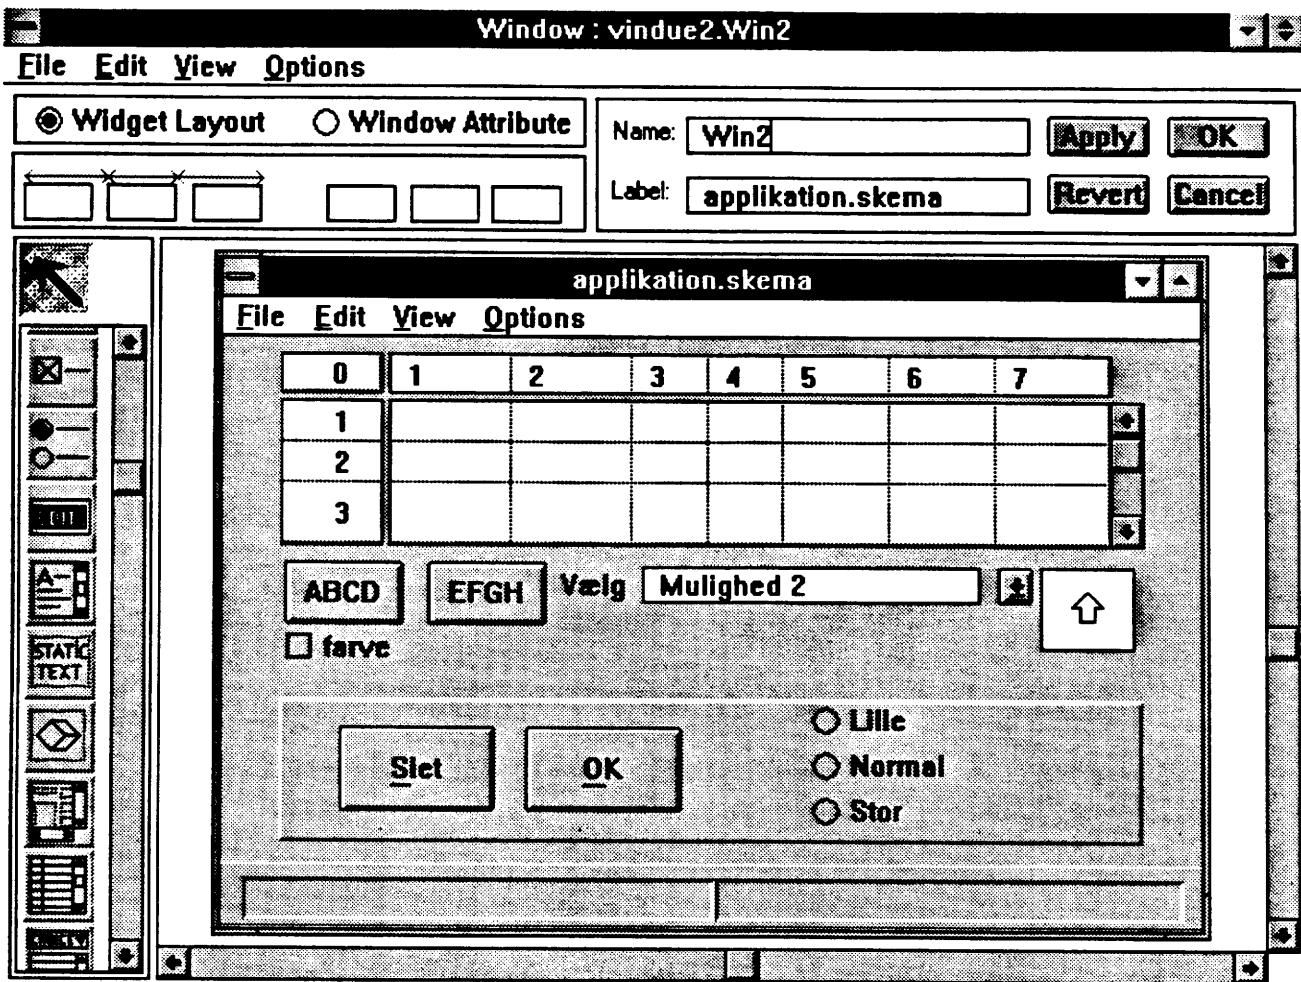 Window : vindue2.Win2
File Edit View Options
Widget Layout Window Attribute
Name: Win2 Apply OK
Label: applikation.skema Revert Cancel
applikation.skema
File Edit View Options
0 1 2 3 4 5 6 7
1
2
3
ABCD EFGH Vælg Mulighed 2
farve
STATIC
TEXT
Lille
Slet OK Normal
Stor